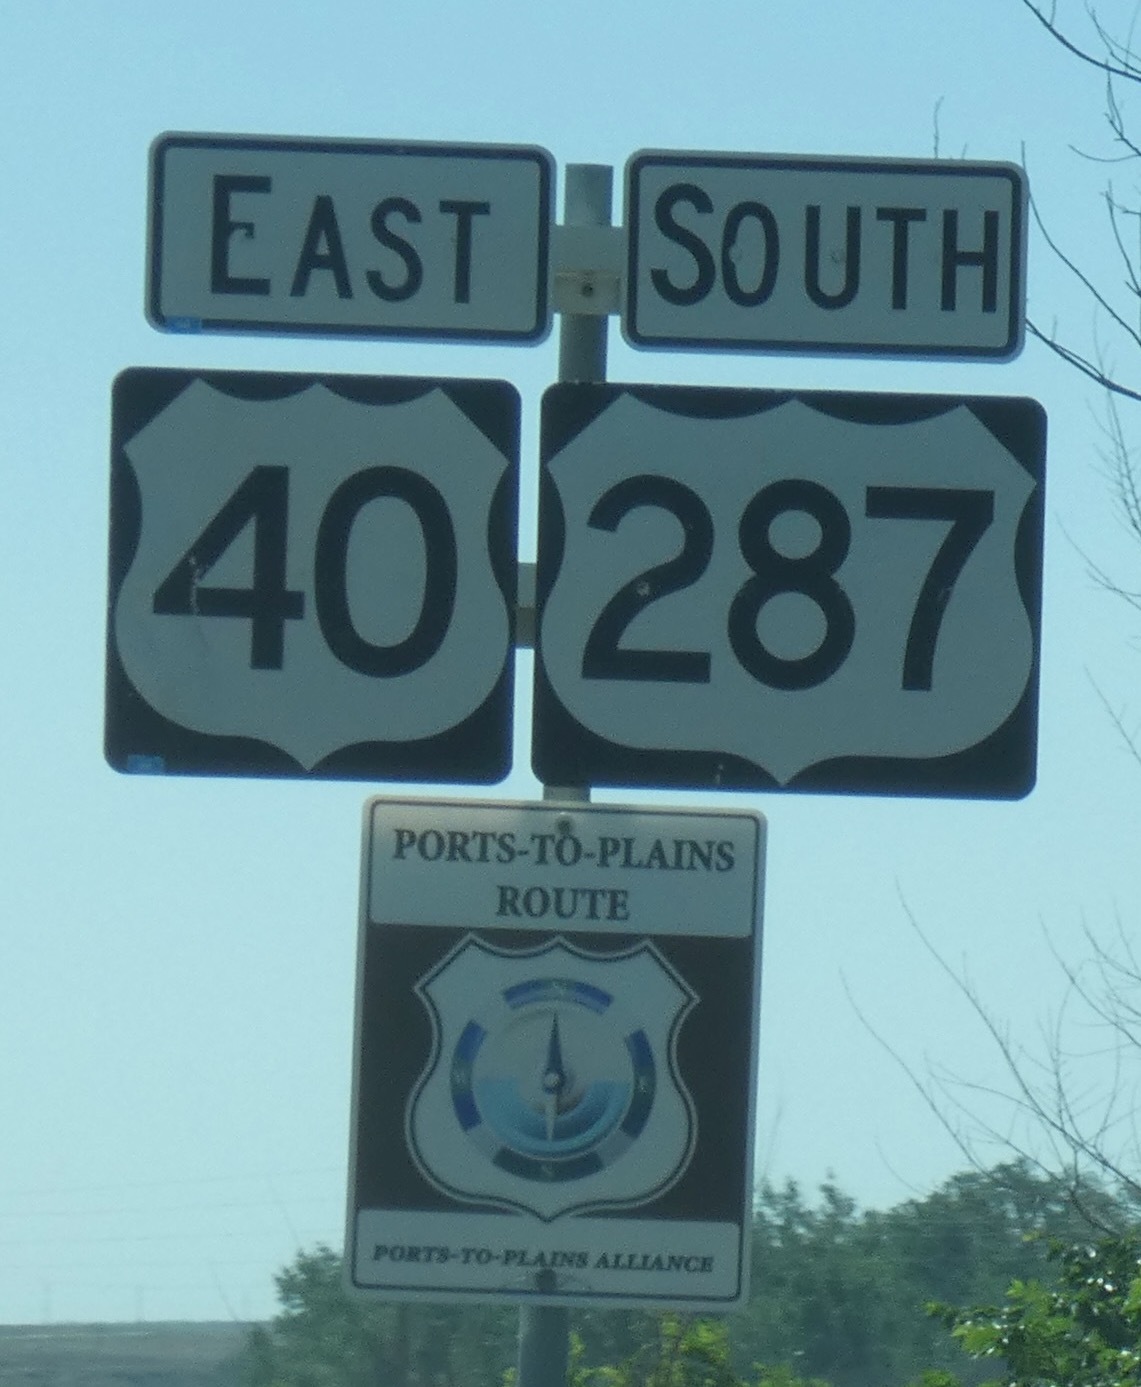 EAST
SOUTH
40
287
PORTS-TO-PLAINS
ROUTE
N
S
PORTS-TO-PLAINS ALLIANCE